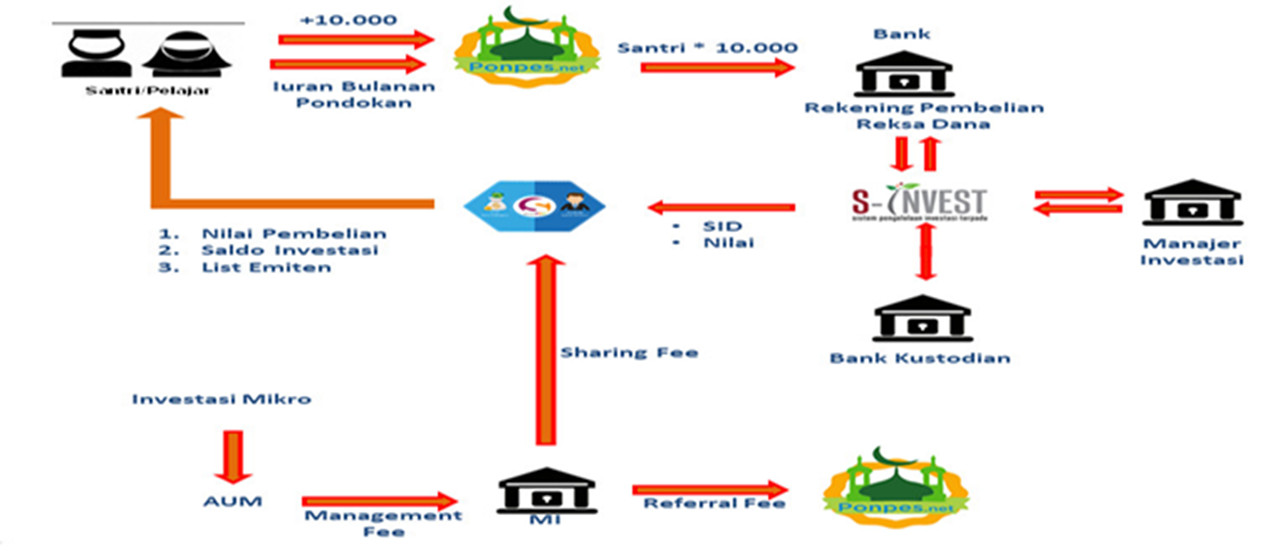 +10.000
Santri/Pelajar
Iuran Bulanan
Pondokan
Ponpes.net
Santri * 10.000
Bank
Rekening Pembelian
Reksa Dana
S-INVEST
sistem pengelolaan investasi terpadu
Manajer
Investasi
• SID
• Nilai
1. Nilai Pembelian
2. Saldo Investasi
3. List Emiten
Bank Kustodian
Sharing Fee
Investasi Mikro
AUM
Management
Fee
MI
Referral Fee
Ponpes.net